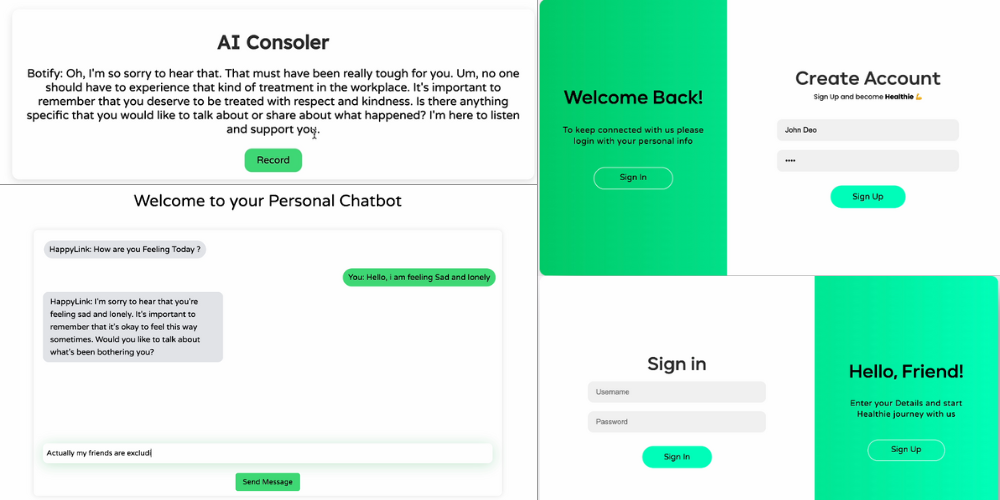 AI Consoler
Botify: Oh, I'm so sorry to hear that. That must have been really tough for you. Um, no one
should have to experience that kind of treatment in the workplace. It's important to
remember that you deserve to be treated with respect and kindness. Is there anything
specific that you would like to talk about or share about what happened? I'm here to listen
and support you.
Record
Welcome to your Personal Chatbot
HappyLink: How are you Feeling Today ?
You: Hello, i am feeling Sad and lonely
HappyLink: I'm sorry to hear that you're
feeling sad and lonely. It's important to
remember that it's okay to feel this way
sometimes. Would you like to talk about
what's been bothering you?
Actually my friends are excludi
Send Message
Welcome Back!
To keep connected with us please
login with your personal info
Sign In
Create Account
Sign Up and become Healthie 💪
John Deo
••••
Sign Up
Sign in
Username
Password
Sign In
Hello, Friend!
Enter your Details and start
Healthie journey with us
Sign Up